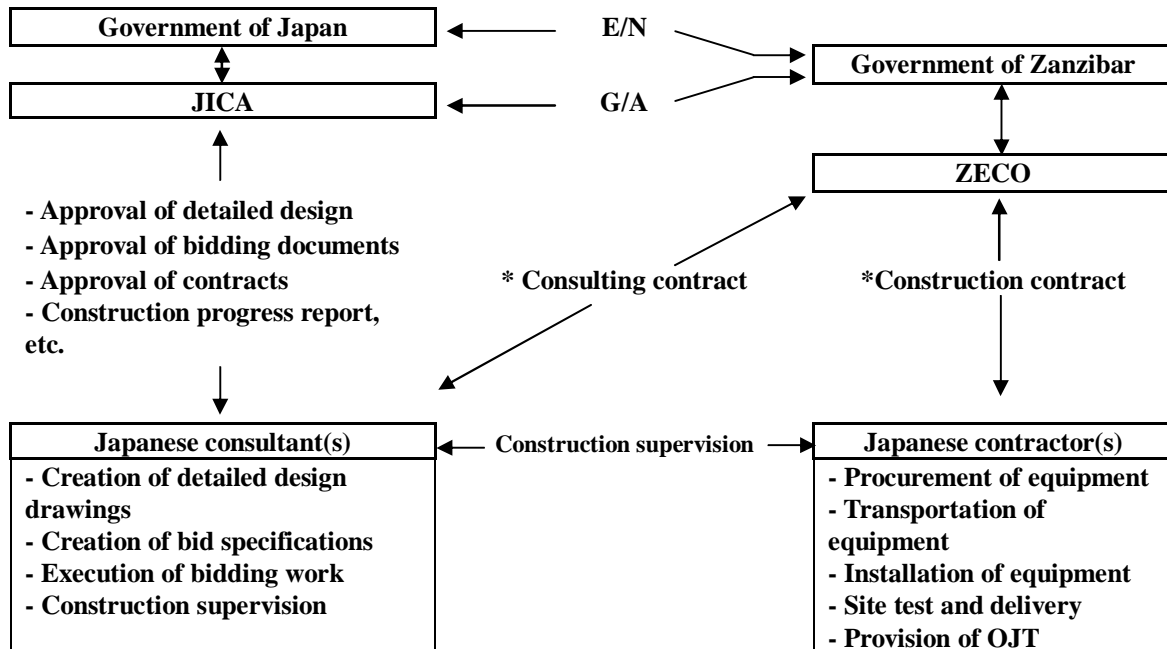 Government of Japan
E/N
Government of Zanzibar
JICA
G/A
ZECO
- Approval of detailed design
- Approval of bidding documents
- Approval of contracts
- Construction progress report,
etc.
* Consulting contract
*Construction contract
Japanese consultant(s)
Construction supervision
Japanese contractor(s)
- Creation of detailed design
drawings
- Creation of bid specifications
- Execution of bidding work
- Construction supervision
- Procurement of equipment
- Transportation of
equipment
- Installation of equipment
- Site test and delivery
- Provision of OJT